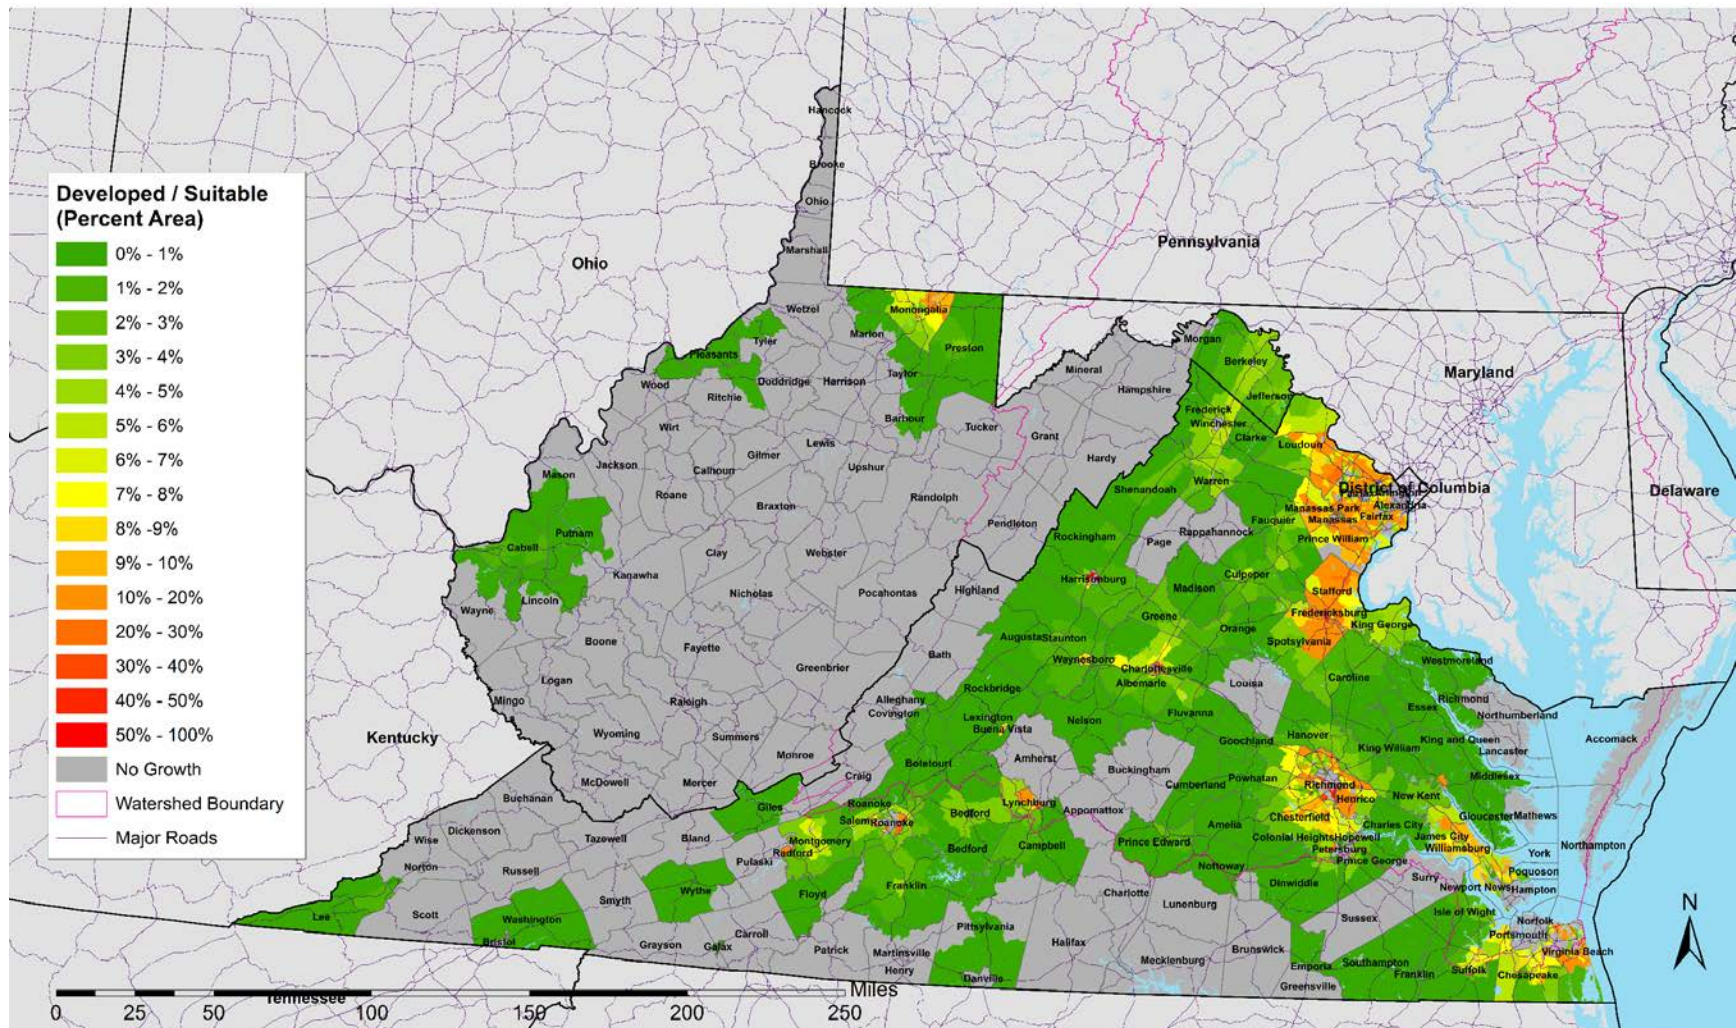 Hancock
Brooke
Ohio
Marshall
Developed / Suitable
(Percent Area)
0% - 1%
1% - 2%
2% - 3%
3% - 4%
4% - 5%
5% - 6%
6% - 7%
7% - 8%
8% -9%
9% - 10%
10% - 20%
20% - 30%
30% - 40%
40% - 50%
50% - 100%
No Growth
Watershed Boundary
Major Roads
Ohio
Pennsylvania
Maryland
Delaware
District of Columbia
Kentucky
Tennessee
Wetzel
Monongalia
Marion
Preston
Tyler
Pleasants
Taylor
Doddridge
Harrison
Wood
Ritchie
Barbour
Tucker
Wirt
Lewis
Gilmer
Calhoun
Upshur
Jackson
Mason
Roane
Braxton
Randolph
Pendleton
Putnam
Cabell
Clay
Webster
Kanawha
Lincoln
Wayne
Nicholas
Pocahontas
Boone
Fayette
Greenbrier
Logan
Mingo
Raleigh
Wyoming
Summers
Monroe
McDowell
Mercer
Mineral
Hampshire
Grant
Hardy
Morgan
Berkeley
Jefferson
Frederick
Winchester
Clarke
Loudoun
Warren
Shenandoah
Arlington
Alexandria
Manassas Park
Manassas
Fairfax
Fauquier
Prince William
Rappahannock
Page
Rockingham
Harrisonburg
Highland
Culpeper
Madison
Stafford
Greene
Fredericksburg
King George
Orange
Spotsylvania
Augusta
Staunton
Bath
Waynesboro
Charlottesville
Albemarle
Westmoreland
Caroline
Louisa
Richmond
Essex
Northumberland
Rockbridge
Alleghany
Covington
Lexington
Buena Vista
Nelson
Fluvanna
Goochland
Hanover
King William
King and Queen
Lancaster
Accomack
Amherst
Botetourt
Buckingham
Cumberland
Powhatan
Middlesex
Craig
Richmond
Henrico
New Kent
Giles
Roanoke
Salem
Roanoke
Bedford
Lynchburg
Appomattox
Chesterfield
Charles City
Gloucester
Mathews
Amelia
Colonial Heights
Hopewell
James City
Williamsburg
York
Northampton
Buchanan
Dickenson
Wise
Tazewell
Bland
Montgomery
Radford
Pulaski
Bedford
Campbell
Prince Edward
Petersburg
Prince George
Poquoson
Norton
Russell
Nottoway
Surry
Newport News
Hampton
Franklin
Wythe
Floyd
Smyth
Charlotte
Dinwiddie
Lunenburg
Isle of Wight
Lee
Scott
Washington
Sussex
Norfolk
Portsmouth
Pittsylvania
Carroll
Bristol
Grayson
Galax
Patrick
Martinsville
Henry
Halifax
Brunswick
Virginia Beach
Mecklenburg
Emporia
Southampton
Franklin
Suffolk
Chesapeake
Danville
Greensville
N
Miles
0 25 50 100 150 200 250